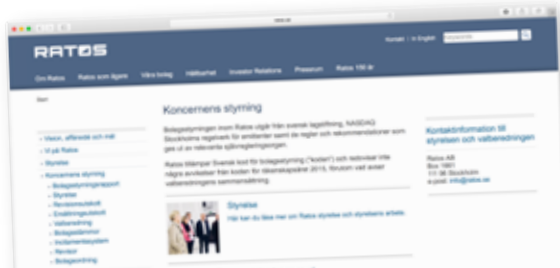 RATOS
Kontakt | In English
Om Ratos Ratos som ägare Våra bolag Hållbarhet Investor Relations Pressrum Ratos 150 år
Start
Koncernens styrning
Bolagsstyrningen inom Ratos utgår från svensk lagstiftning, NASDAQ
Stockholms regelverk för emittenter samt de regler och rekommendationer som
ges ut av relevanta självregleringsorgan.
Ratos tillämpar Svensk kod för bolagsstyrning ("koden") och redovisar inte
några avvikelser från koden för räkenskapsåret 2015, förutom vad avser
valberedningens sammansättning.
Styrelse
Här kan du läsa mer om Ratos styrelse och styrelsens arbete.
Vision, affärsidé och mål
Vi på Ratos
Styrelse
Koncernens styrning
Bolagsstyrningsrapport
Styrelse
Revisionsutskott
Ersättningsutskott
Valberedning
Bolagsstämmor
Incitamentssystem
Revisor
Bolagsordning
Kontaktinformation till
styrelsen och valberedningen
Ratos AB
Box 1661
111 96 Stockholm
e-post: info@ratos.se